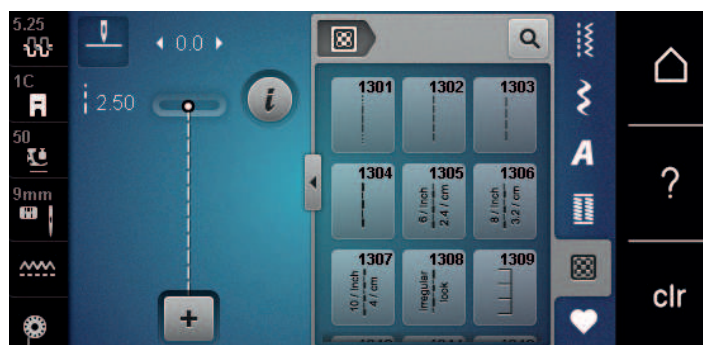 5.25
1C
50
9mm
0.0
2.50
i
+
1301
1302
1303
1304
1305
6 / Inch
2.4 / cm
1306
8 / Inch
3.2 / cm
1307
10 / Inch
4 / cm
1308
irregular
look
1309
A
?
clr